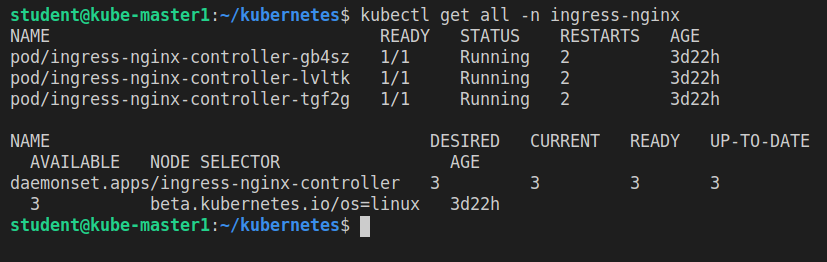 student@kube-master1:~/kubernetes$ kubectl get all -n ingress-nginx
NAME                                 READY   STATUS    RESTARTS   AGE
pod/ingress-nginx-controller-gb4sz   1/1     Running   2          3d22h
pod/ingress-nginx-controller-lvltk   1/1     Running   2          3d22h
pod/ingress-nginx-controller-tgf2g   1/1     Running   2          3d22h
NAME                                      DESIRED   CURRENT   READY   UP-TO-DATE
  AVAILABLE   NODE SELECTOR                 AGE
daemonset.apps/ingress-nginx-controller   3         3         3       3
  3           beta.kubernetes.io/os=linux   3d22h
student@kube-master1:~/kubernetes$